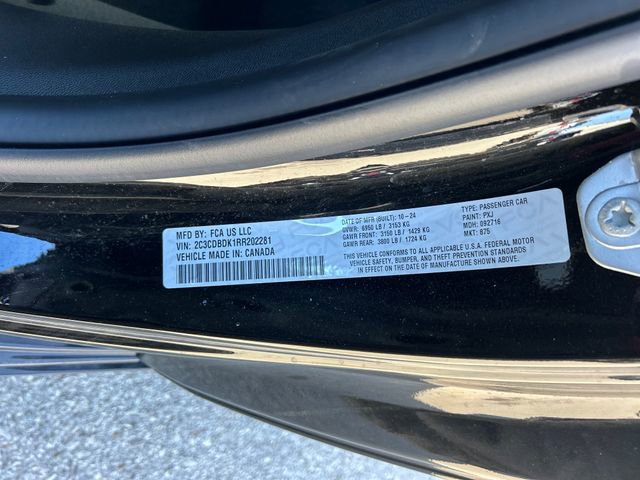 MFD BY: FCA US LLC
VIN: 2C3CDBDK1RR202281
VEHICLE MADE IN: CANADA
DATE OF MFR (BUILT): 10-24
GVWR: 6950 LB / 3153 KG
GAWR FRONT: 3150 LB / 1429 KG
GAWR REAR: 3800 LB / 1724 KG
TYPE: PASSENGER CAR
PAINT: PXJ
MDH: 092716
MKT: 875
THIS VEHICLE CONFORMS TO ALL APPLICABLE U.S.FEDERAL MOTOR
VEHICLE SAFETY, BUMPER, AND THEFT PREVENTION STANDARDS
IN EFFECT ON THE DATE OF MANUFACTURE SHOWN ABOVE.